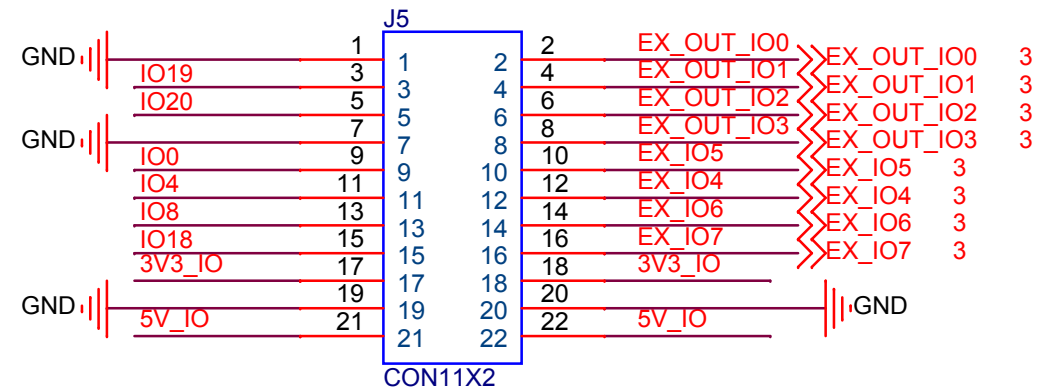 J5
GND 1 1 2 2 EX_OUT_IO0 EX_OUT_IO0 3
IO19 3 3 4 4 EX_OUT_IO1 EX_OUT_IO1 3
IO20 5 5 6 6 EX_OUT_IO2 EX_OUT_IO2 3
GND 7 7 8 8 EX_OUT_IO3 EX_OUT_IO3 3
IO0 9 9 10 10 EX_IO5 EX_IO5 3
IO4 11 11 12 12 EX_IO4 EX_IO4 3
IO8 13 13 14 14 EX_IO6 EX_IO6 3
IO18 15 15 16 16 EX_IO7 EX_IO7 3
3V3_IO 17 17 18 18 3V3_IO
GND 19 19 20 20 GND
5V_IO 21 21 22 22 5V_IO
CON11X2